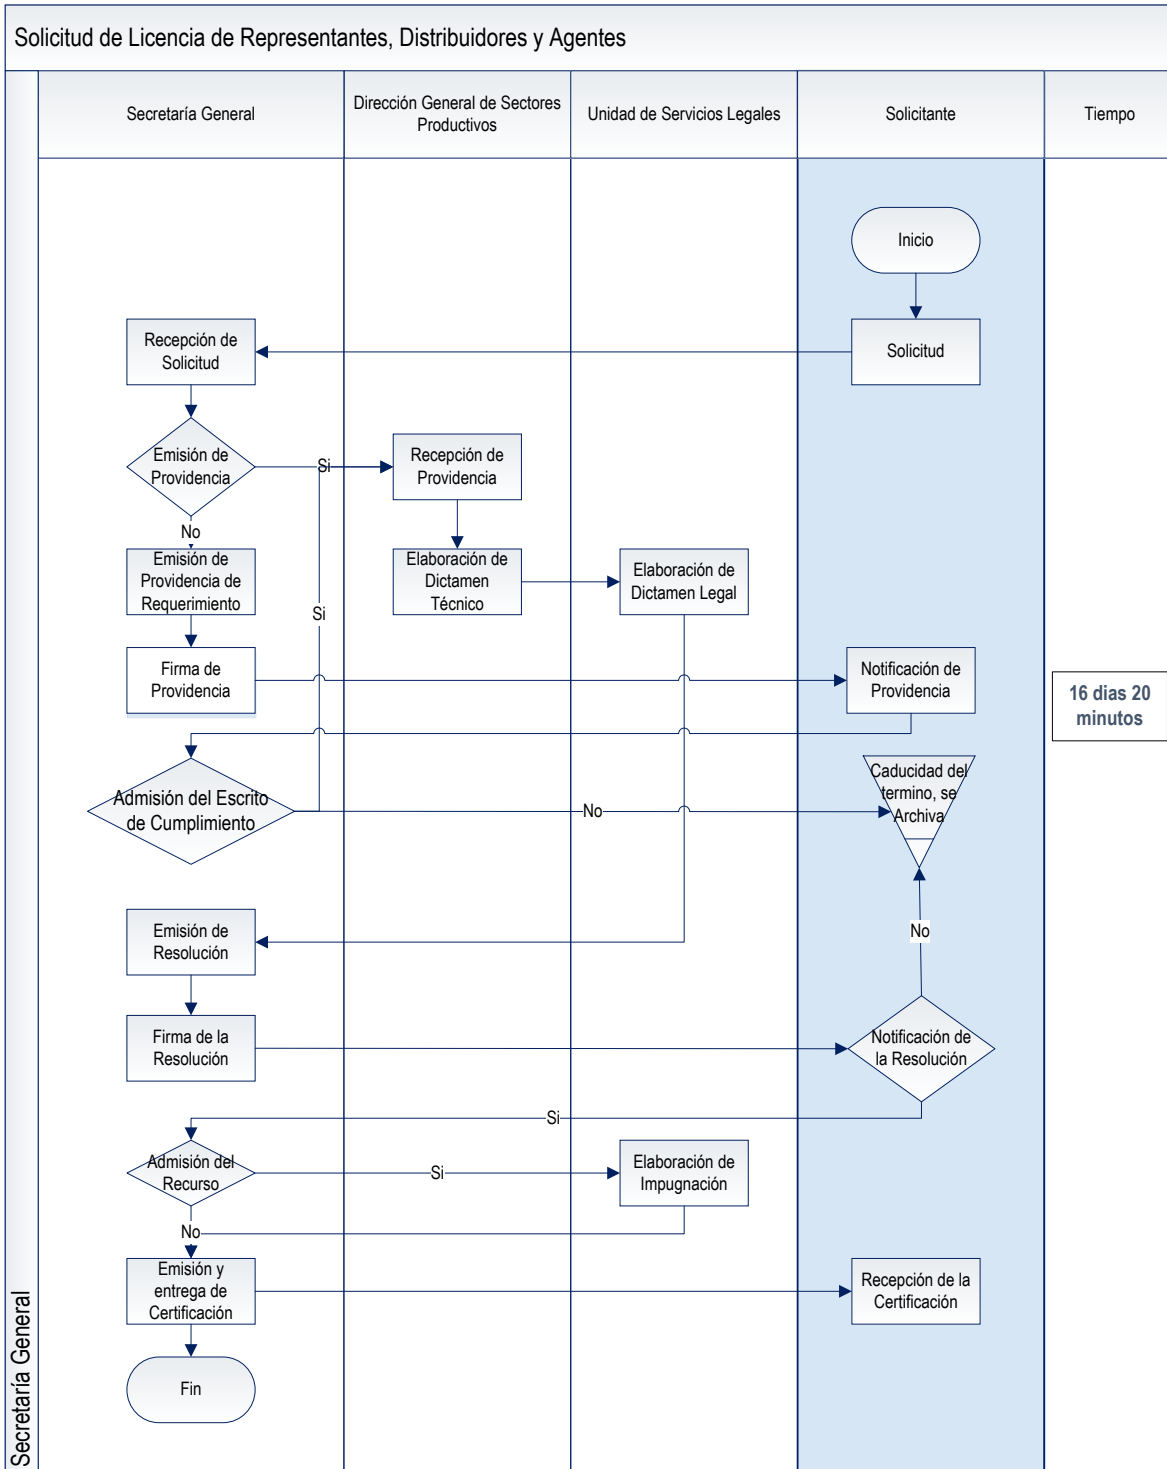 Solicitud de Licencia de Representantes, Distribuidores y Agentes
Secretaría General
Dirección General de Sectores
Productivos
Unidad de Servicios Legales
Solicitante
Tiempo
Inicio
Recepción de
Solicitud
Solicitud
Emisión de
Providencia
Si
Recepción de
Providencia
No
Emisión de
Providencia de
Requerimiento
Si
Elaboración de
Dictamen
Técnico
Elaboración de
Dictamen Legal
Firma de
Providencia
Notificación de
Providencia
16 dias 20
minutos
Admisión del Escrito
de Cumplimiento
No
Caducidad del
termino, se
Archiva
Emisión de
Resolución
No
Firma de la
Resolución
Notificación de
la Resolución
Si
Admisión del
Recurso
Si
Elaboración de
Impugnación
No
Emisión y
entrega de
Certificación
Recepción de la
Certificación
Fin
Secretaría General